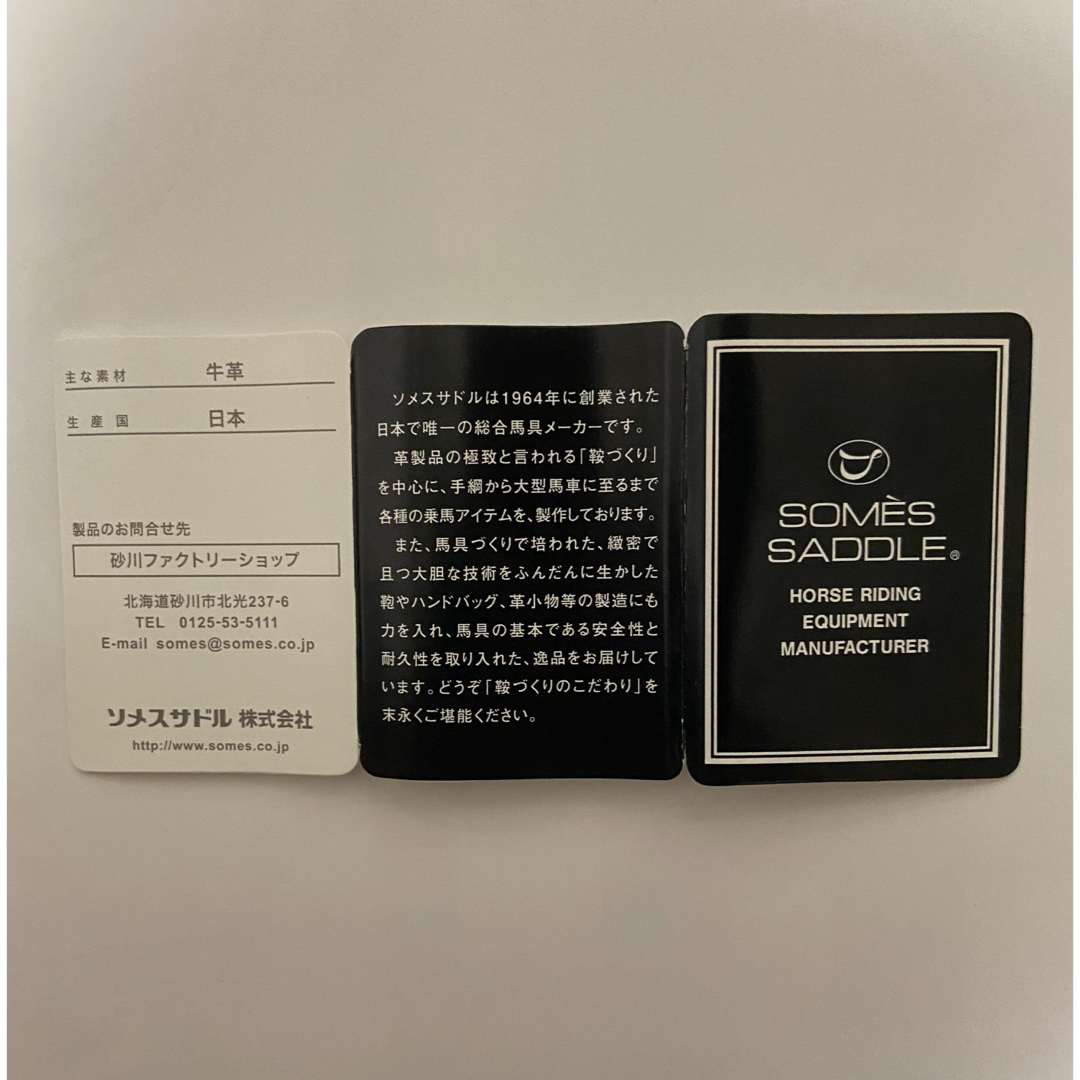 主な素材 牛革
生産国 日本
製品のお問合せ先
砂川ファクトリーショップ
北海道砂川市北光237-6
TEL 0125-53-5111
E-mail somes@somes.co.jp
ソメスサドル 株式会社
http://www.somes.co.jp
ソメスサドルは1964年に創業された
日本で唯一の総合馬具メーカーです。
革製品の極致と言われる「鞍づくり」
を中心に、手綱から大型馬車に至るまで
各種の乗馬アイテムを、製作しております。
また、馬具づくりで培われた、緻密で
且つ大胆な技術をふんだんに生かした
鞄やハンドバッグ、革小物等の製造にも
力を入れ、馬具の基本である安全性と
耐久性を取り入れた、逸品をお届けして
います。どうぞ「鞍づくりのこだわり」を
末永くご堪能ください。
SOMÈS
SADDLE®
HORSE RIDING
EQUIPMENT
MANUFACTURER